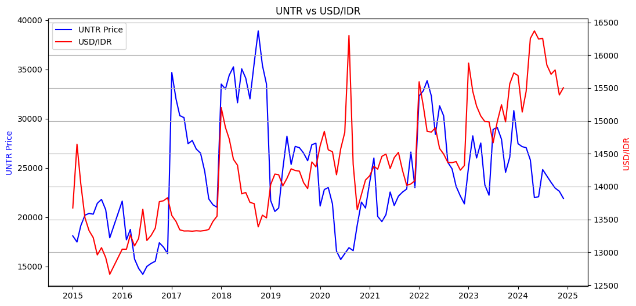 UNTR vs USD/IDR
UNTR Price
USD/IDR
40000
35000
30000
25000
20000
15000
UNTR Price
16500
16000
15500
15000
14500
14000
13500
13000
12500
USD/IDR
2015 2016 2017 2018 2019 2020 2021 2022 2023 2024 2025